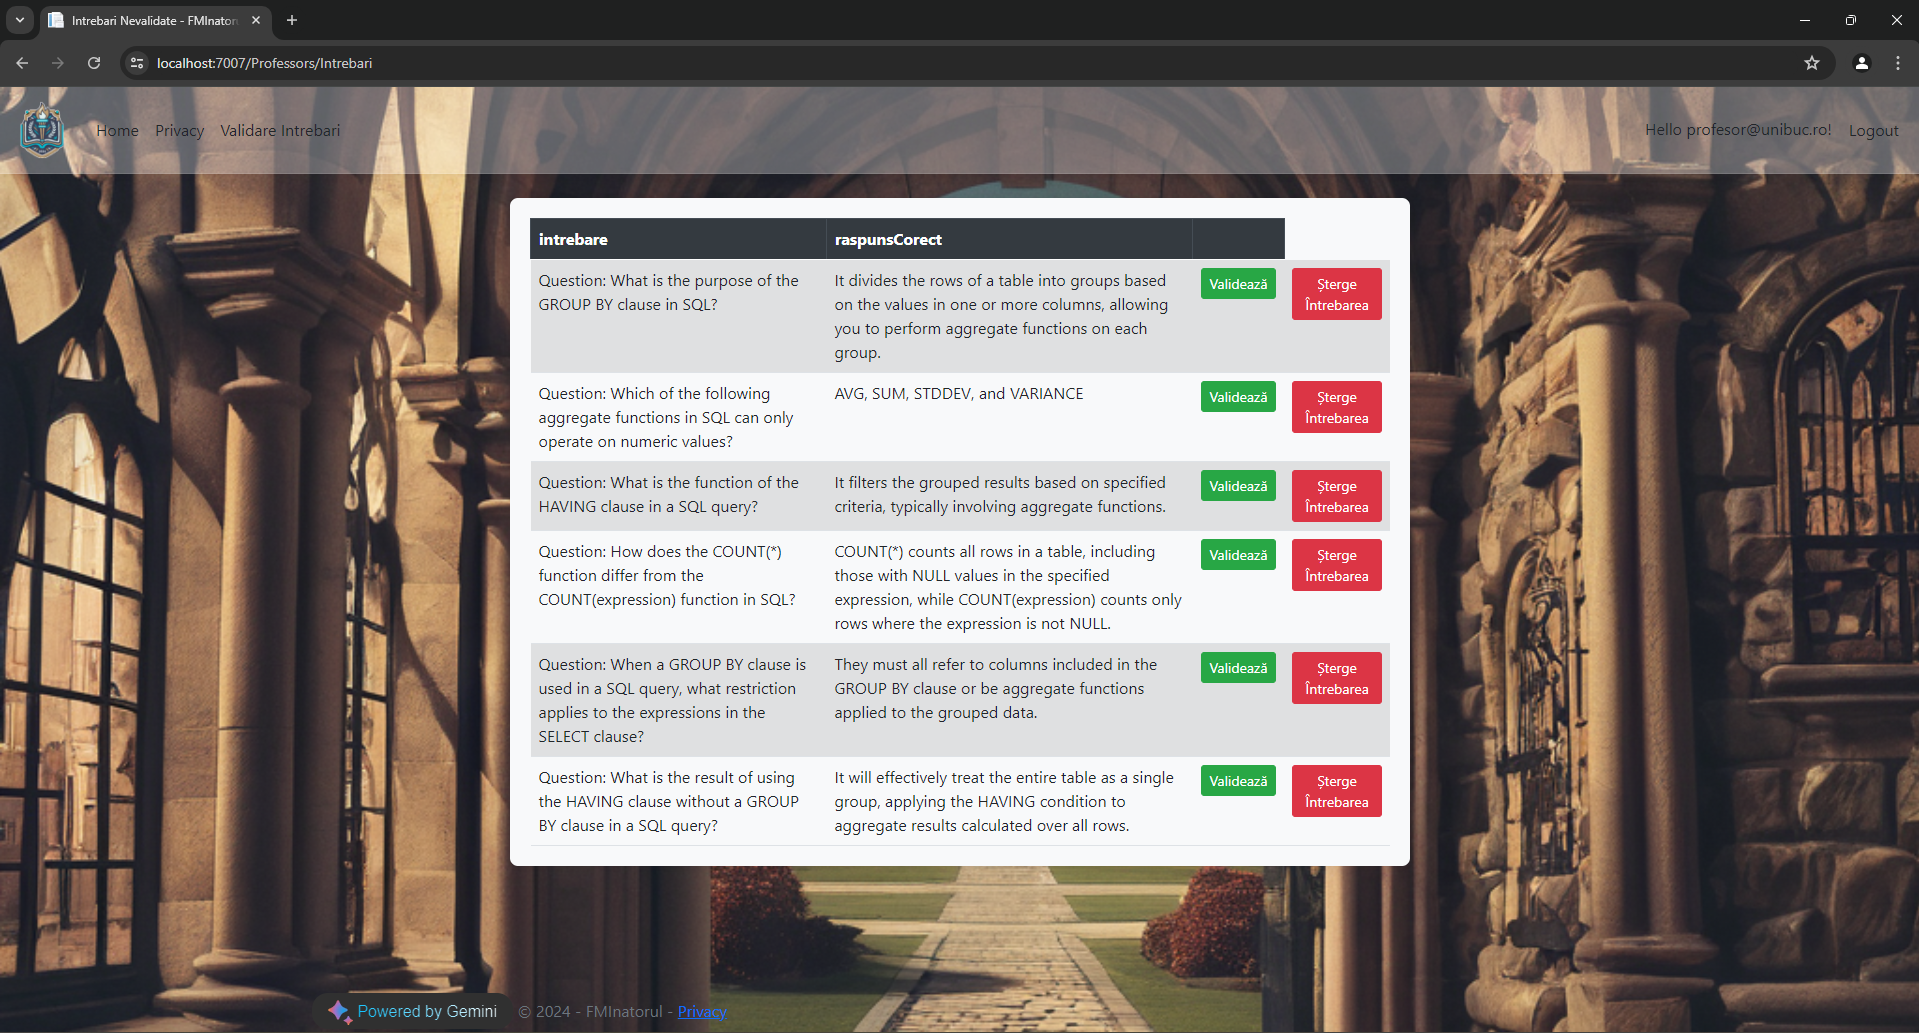 Intrebari Nevalidate - FMInator
localhost:7007/Professors/Intrebari
Home Privacy Validare Intrebari Hello profesor@unibuc.ro! Logout
intrebare raspunsCorect
Question: What is the purpose of the
GROUP BY clause in SQL?
It divides the rows of a table into groups based
on the values in one or more columns, allowing
you to perform aggregate functions on each
group.
Validează
Șterge
Întrebarea
Question: Which of the following
aggregate functions in SQL can only
operate on numeric values?
AVG, SUM, STDDEV, and VARIANCE
Validează
Șterge
Întrebarea
Question: What is the function of the
HAVING clause in a SQL query?
It filters the grouped results based on specified
criteria, typically involving aggregate functions.
Validează
Șterge
Întrebarea
Question: How does the COUNT(*)
function differ from the
COUNT(expression) function in SQL?
COUNT(*) counts all rows in a table, including
those with NULL values in the specified
expression, while COUNT(expression) counts only
rows where the expression is not NULL.
Validează
Șterge
Întrebarea
Question: When a GROUP BY clause is
used in a SQL query, what restriction
applies to the expressions in the
SELECT clause?
They must all refer to columns included in the
GROUP BY clause or be aggregate functions
applied to the grouped data.
Validează
Șterge
Întrebarea
Question: What is the result of using
the HAVING clause without a GROUP
BY clause in a SQL query?
It will effectively treat the entire table as a single
group, applying the HAVING condition to
aggregate results calculated over all rows.
Validează
Șterge
Întrebarea
Powered by Gemini © 2024 - FMInatorul - Privacy